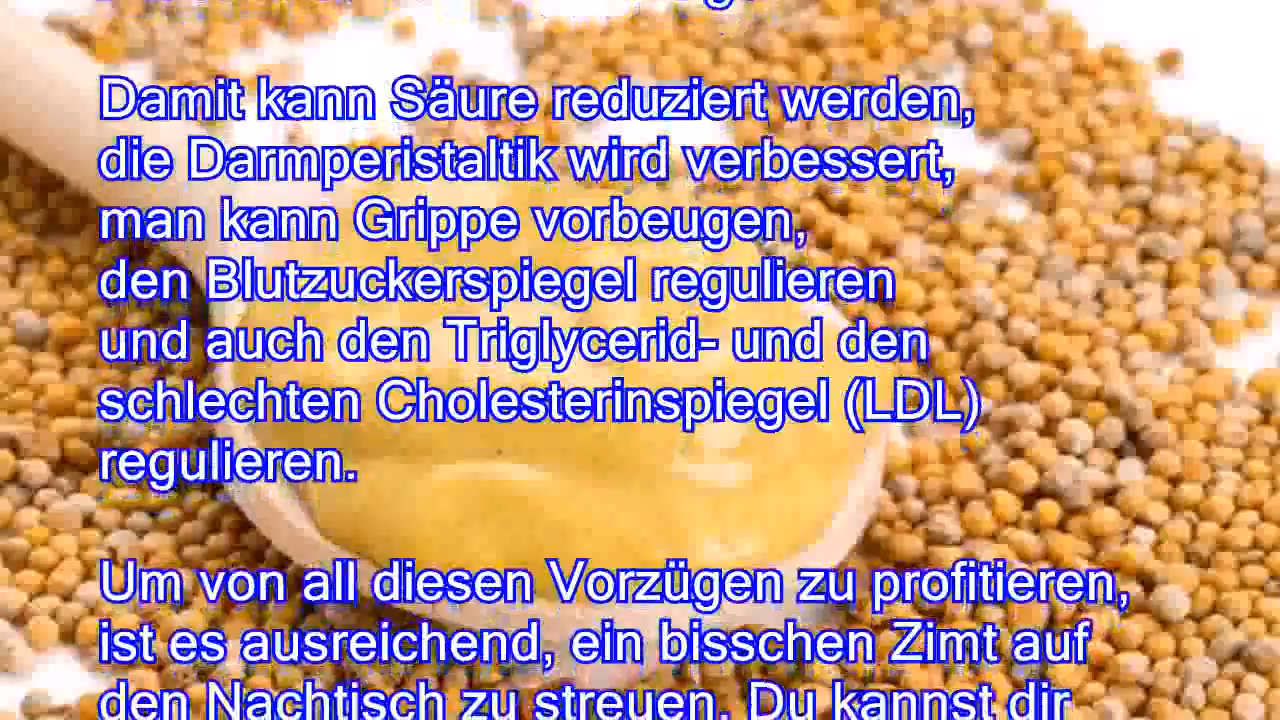 Damit kann Säure reduziert werden,
die Darmperistaltik wird verbessert,
man kann Grippe vorbeugen,
den Blutzuckerspiegel regulieren
und auch den Triglycerid- und den
schlechten Cholesterinspiegel (LDL)
regulieren.
Um von all diesen Vorzügen zu profitieren,
ist es ausreichend, ein bisschen Zimt auf
den Nachtisch zu streuen. Du kannst dir